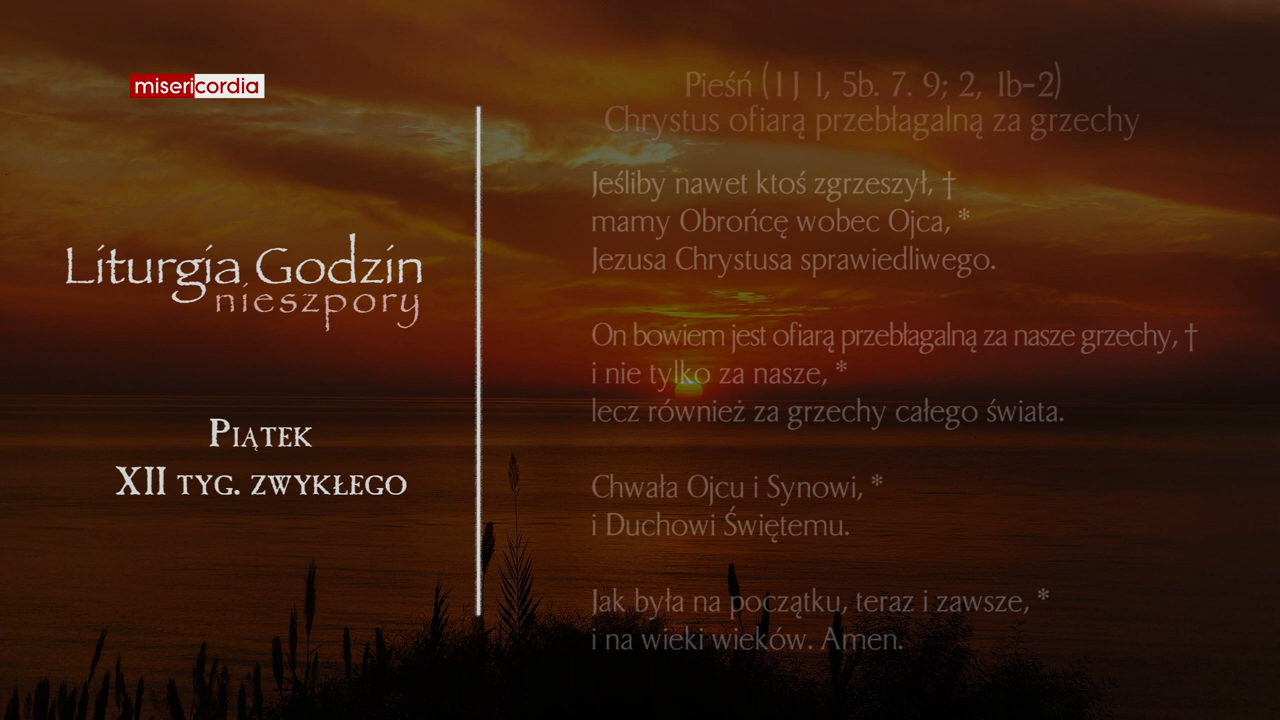 misericordia
Liturgia Godzin
nieszpory
Piątek
XII tyg. zwykłego
Pieśń (1 J 1, 5b. 7. 9; 2, 1b-2)
Chrystus ofiarą przebłagalną za grzechy
Jeśliby nawet ktoś zgrzeszył, †
mamy Obrońcę wobec Ojca, *
Jezusa Chrystusa sprawiedliwego.
On bowiem jest ofiarą przebłagalną za nasze grzechy, †
i nie tylko za nasze, *
lecz również za grzechy całego świata.
Chwała Ojcu i Synowi, *
i Duchowi Świętemu.
Jak była na początku, teraz i zawsze, *
i na wieki wieków. Amen.